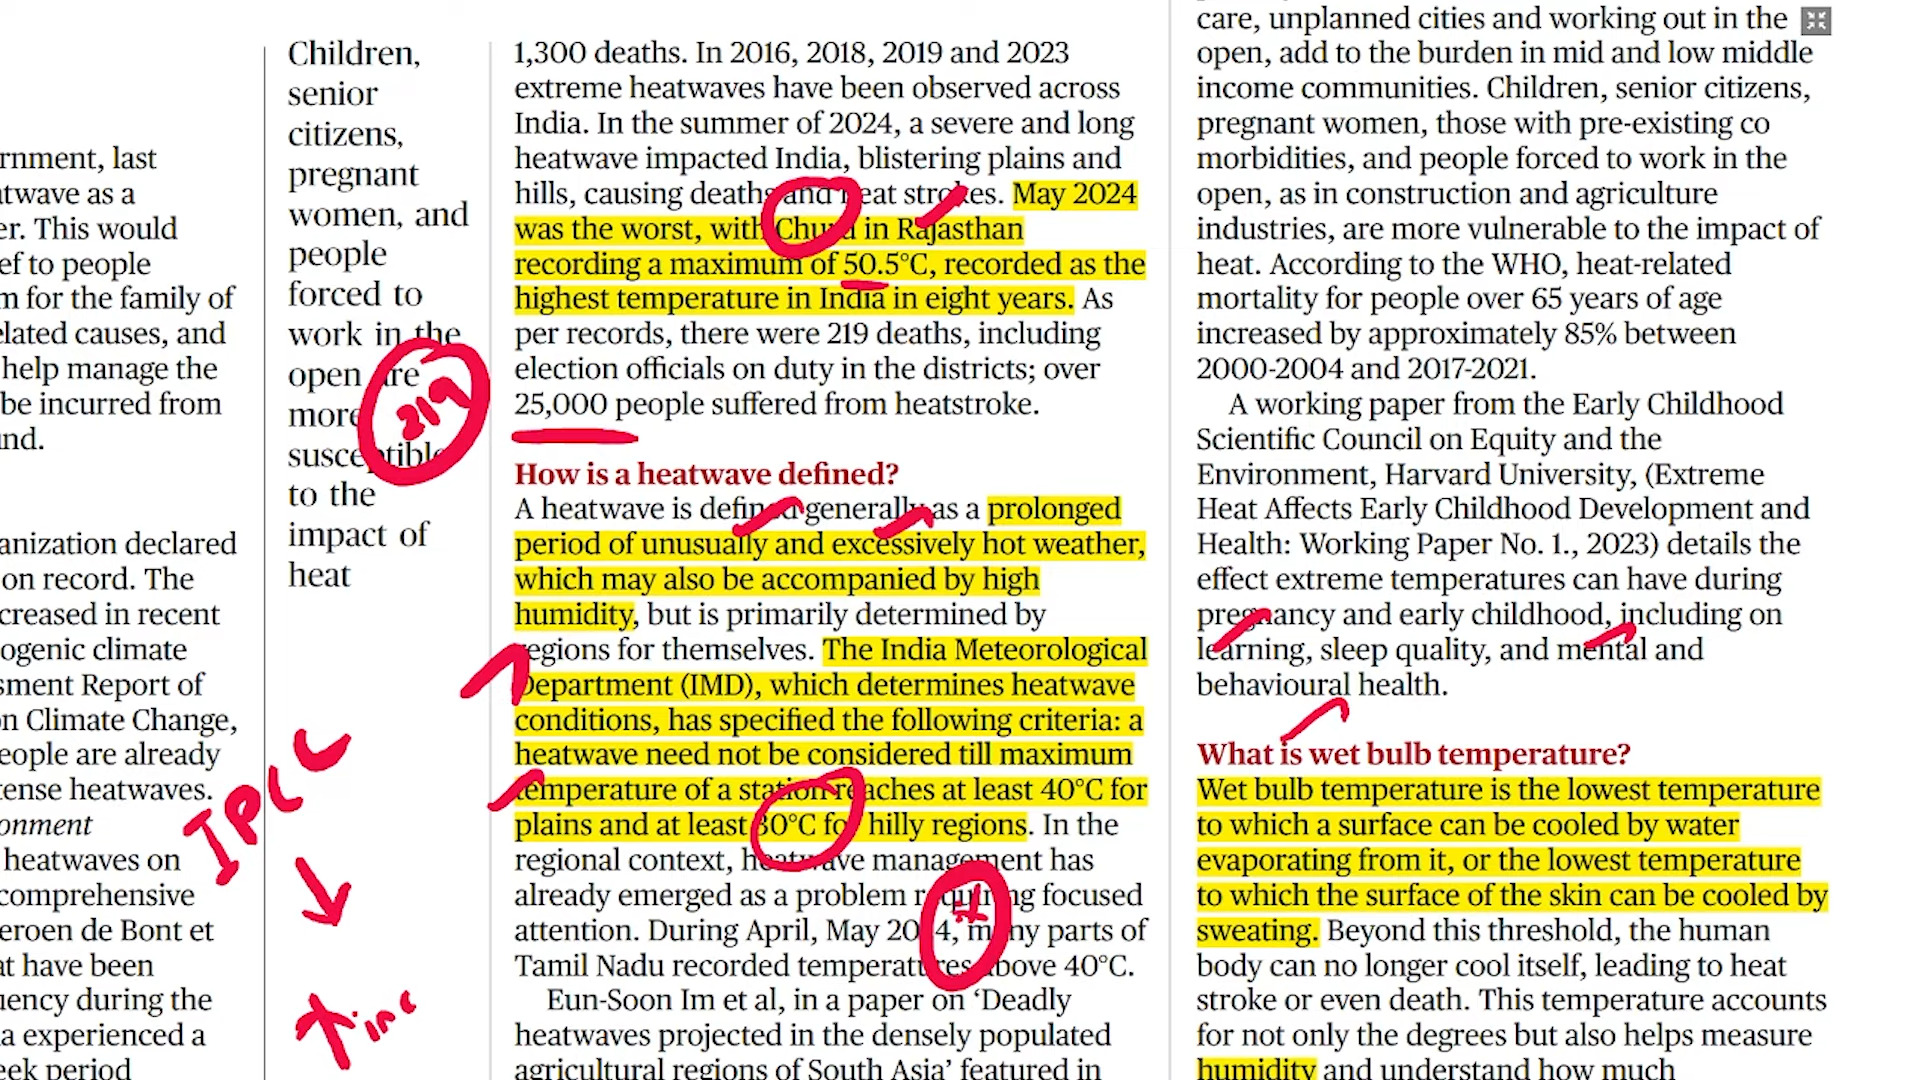 rnment, last
atwave as a
er. This would
ef to people
m for the family of
elated causes, and
help manage the
be incurred from
und.
anization declared
on record. The
creased in recent
ogenic climate
sment Report of
on Climate Change,
people are already
tense heatwaves.
onment
heatwaves on
comprehensive
eroen de Bont et
at have been
uency during the
a experienced a
eek period
IPCC
inc
Children,
senior
citizens,
pregnant
women, and
people
forced to
work in the
open are
more
susceptible
to the
impact of
heat
219
1,300 deaths. In 2016, 2018, 2019 and 2023
extreme heatwaves have been observed across
India. In the summer of 2024, a severe and long
heatwave impacted India, blistering plains and
hills, causing deaths and heat strokes. May 2024
was the worst, with Churu in Rajasthan
recording a maximum of 50.5°C, recorded as the
highest temperature in India in eight years. As
per records, there were 219 deaths, including
election officials on duty in the districts; over
25,000 people suffered from heatstroke.
How is a heatwave defined?
A heatwave is defined generally as a prolonged
period of unusually and excessively hot weather,
which may also be accompanied by high
humidity, but is primarily determined by
regions for themselves. The India Meteorological
Department (IMD), which determines heatwave
conditions, has specified the following criteria: a
heatwave need not be considered till maximum
temperature of a station reaches at least 40°C for
plains and at least 30°C for hilly regions. In the
regional context, heatwave management has
already emerged as a problem requiring focused
attention. During April, May 2024, many parts of
Tamil Nadu recorded temperatures above 40°C.
Eun-Soon Im et al, in a paper on ‘Deadly
heatwaves projected in the densely populated
agricultural regions of South Asia’ featured in
care, unplanned cities and working out in the
open, add to the burden in mid and low middle
income communities. Children, senior citizens,
pregnant women, those with pre-existing co
morbidities, and people forced to work in the
open, as in construction and agriculture
industries, are more vulnerable to the impact of
heat. According to the WHO, heat-related
mortality for people over 65 years of age
increased by approximately 85% between
2000-2004 and 2017-2021.
A working paper from the Early Childhood
Scientific Council on Equity and the
Environment, Harvard University, (Extreme
Heat Affects Early Childhood Development and
Health: Working Paper No. 1., 2023) details the
effect extreme temperatures can have during
pregnancy and early childhood, including on
learning, sleep quality, and mental and
behavioural health.
What is wet bulb temperature?
Wet bulb temperature is the lowest temperature
to which a surface can be cooled by water
evaporating from it, or the lowest temperature
to which the surface of the skin can be cooled by
sweating. Beyond this threshold, the human
body can no longer cool itself, leading to heat
stroke or even death. This temperature accounts
for not only the degrees but also helps measure
humidity and understand how much